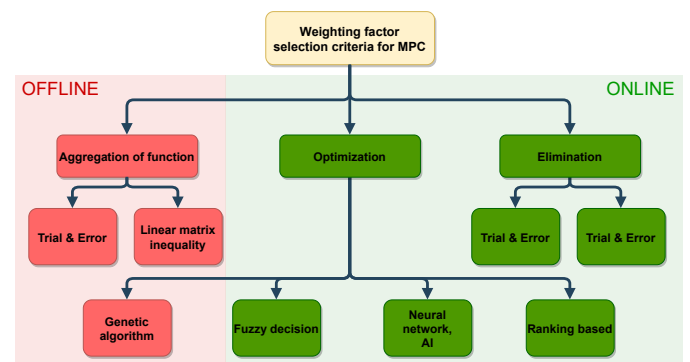 Weighting factor
selection criteria for MPC
OFFLINE
ONLINE
Aggregation of function
Optimization
Elimination
Trial & Error
Linear matrix
inequality
Trial & Error
Trial & Error
Genetic
algorithm
Fuzzy decision
Neural
network,
AI
Ranking based